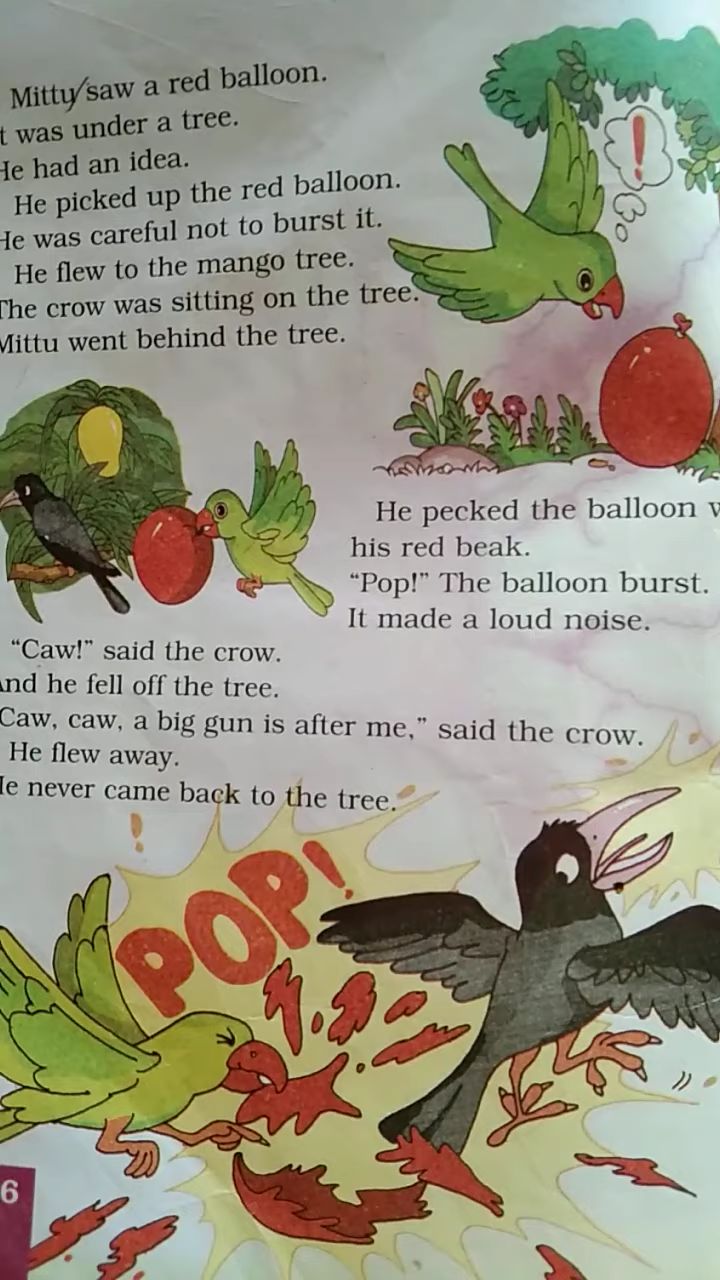 Mitty saw a red balloon.
t was under a tree.
He had an idea.
He picked up the red balloon.
He was careful not to burst it.
He flew to the mango tree.
The crow was sitting on the tree.
Mittu went behind the tree.
!
He pecked the balloon w
his red beak.
“Pop!” The balloon burst.
It made a loud noise.
“Caw!” said the crow.
And he fell off the tree.
Caw, caw, a big gun is after me,” said the crow.
He flew away.
He never came back to the tree.
POP!
6